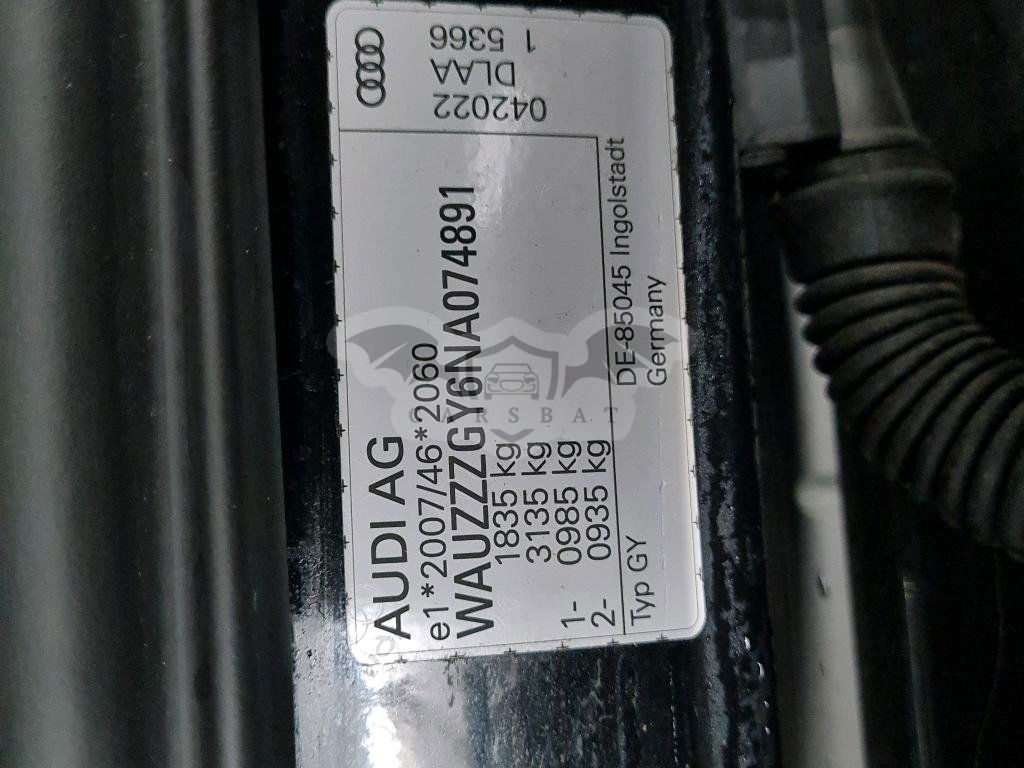 AUDI AG
e1*2007/46*2060
WAUZZZGY6NA074891
1835 kg
3135 kg
1- 0985 kg
2- 0935 kg
Typ GY
DE-85045 Ingolstadt
Germany
042022
DLAA
5366
1
CARSBAT